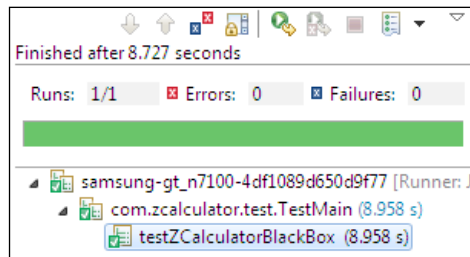 Finished after 8.727 seconds
Runs: 1/1 Errors: 0 Failures: 0
samsung-gt_n7100-4df1089d650d9f77 [Runner: J
com.zcalculator.test.TestMain (8.958 s)
testZCalculatorBlackBox (8.958 s)